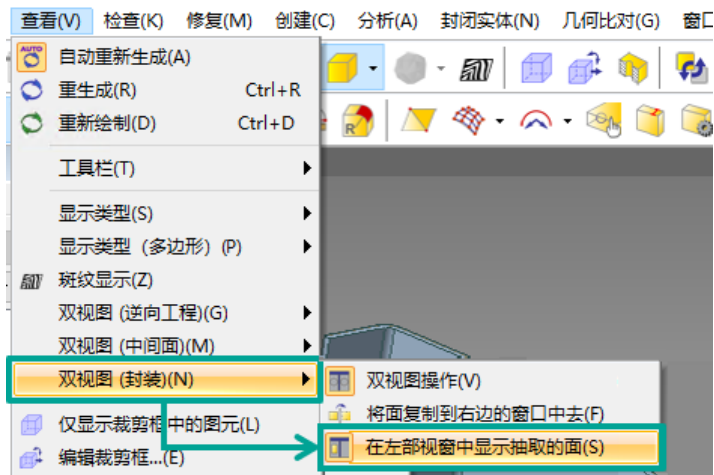 查看(V) 检查(K) 修复(M) 创建(C) 分析(A) 封闭实体(N) 几何比对(G) 窗口
AUTO
自动重新生成(A)
重生成(R) Ctrl+R
重新绘制(D) Ctrl+D
R
工具栏(T)
显示类型(S)
显示类型（多边形）(P)
斑纹显示(Z)
双视图 (逆向工程)(G)
双视图 (中间面)(M)
双视图 (封装)(N)
双视图操作(V)
将面复制到右边的窗口中去(F)
仅显示裁剪框中的图元(L)
在左部视窗中显示抽取的面(S)
编辑裁剪框...(E)